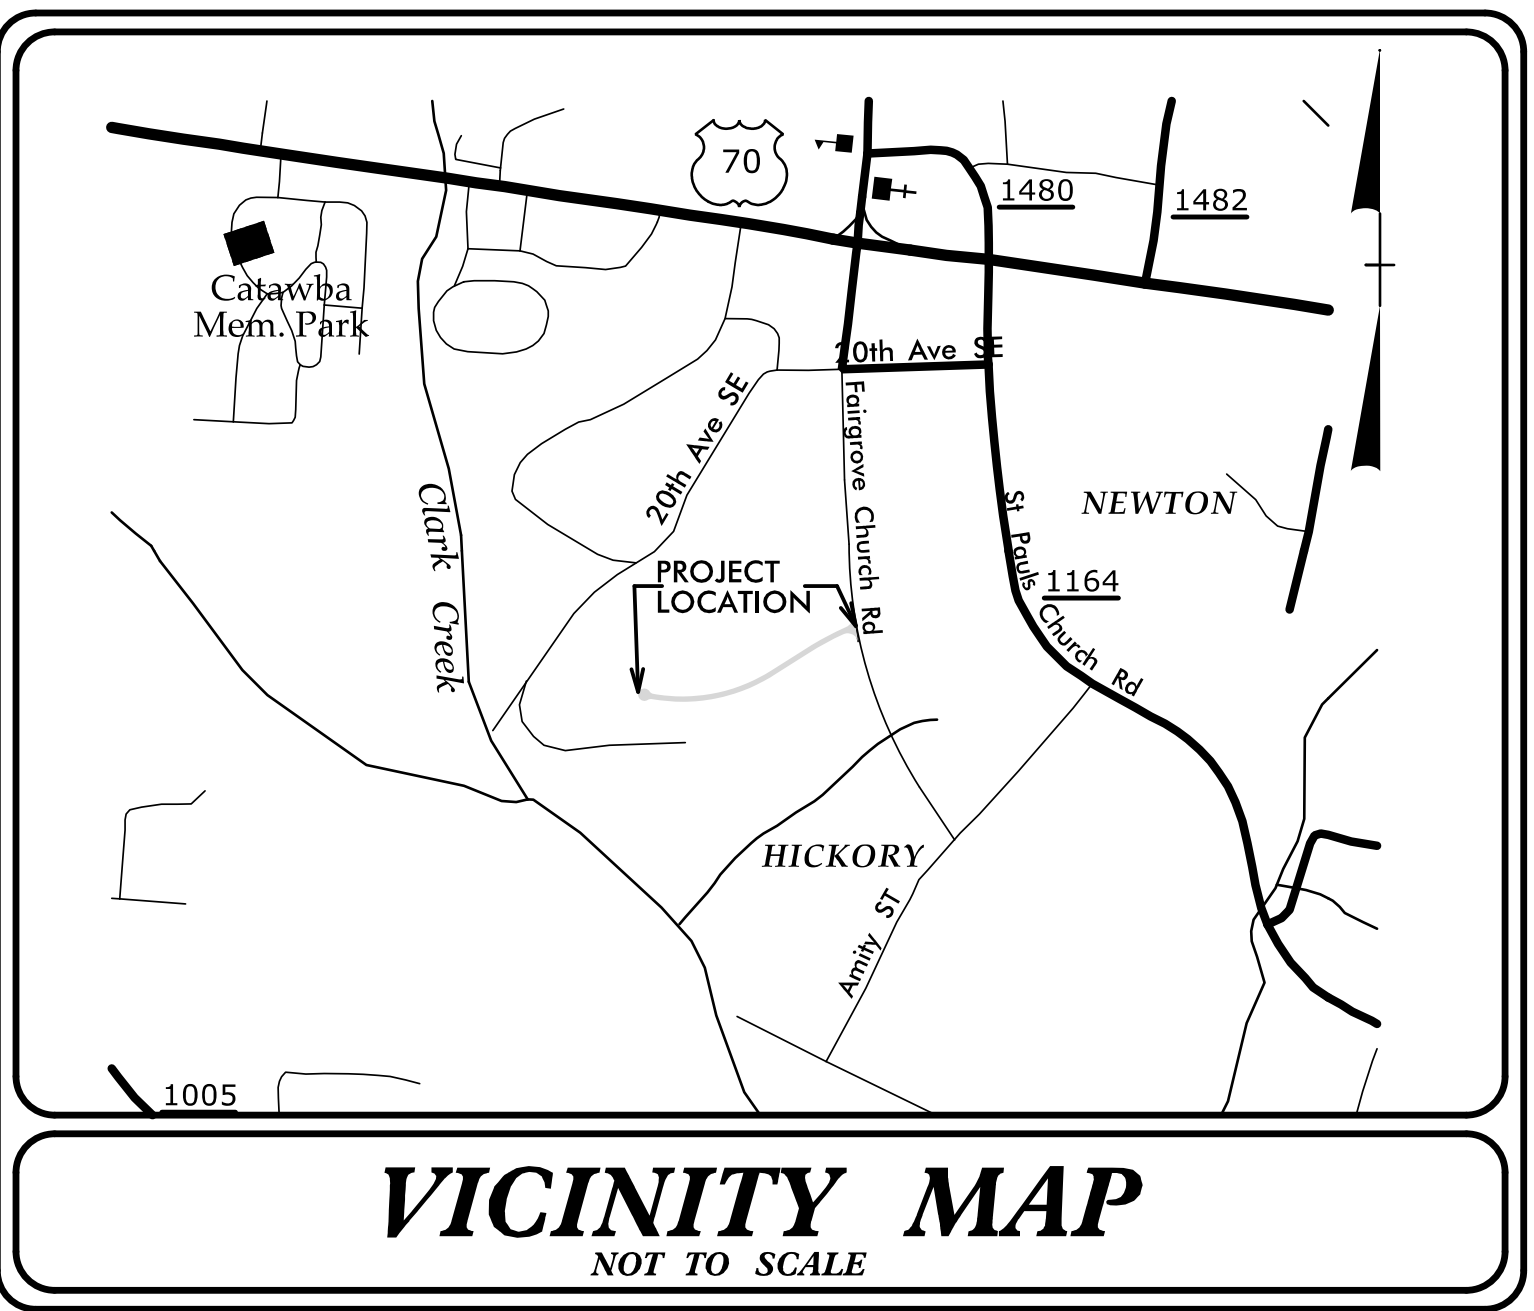 70
1480
1482
Catawba
Mem. Park
20th Ave SE
20th Ave SE
Fairgrove Church Rd
Clark Creek
St Pauls Church Rd
NEWTON
PROJECT
LOCATION
1164
HICKORY
Amity ST
1005
VICINITY MAP
NOT TO SCALE